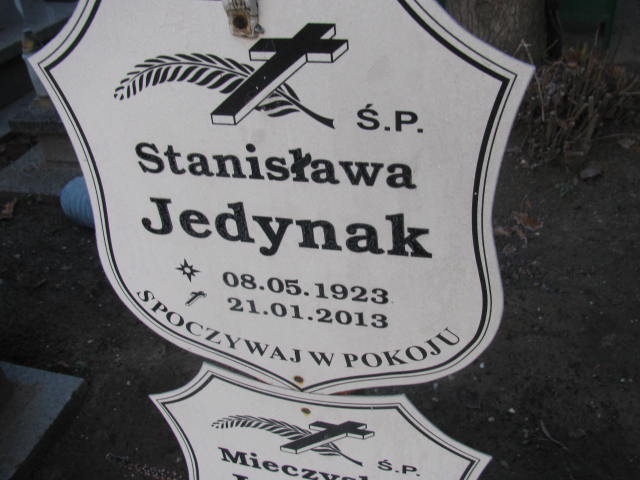 Ś.P.
Stanisława
Jedynak
08.05.1923
21.01.2013
SPOCZYWAJ W POKOJU
Ś.P.